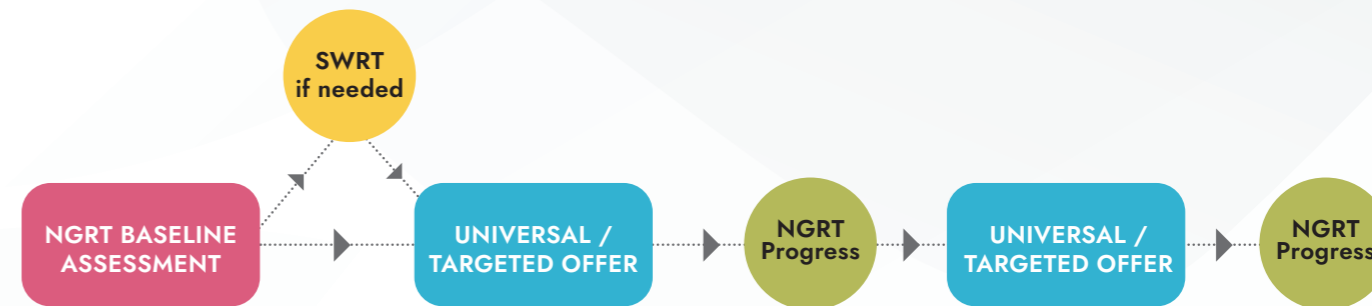 SWRT
if needed
NGRT BASELINE
ASSESSMENT
UNIVERSAL /
TARGETED OFFER
NGRT
Progress
UNIVERSAL /
TARGETED OFFER
NGRT
Progress